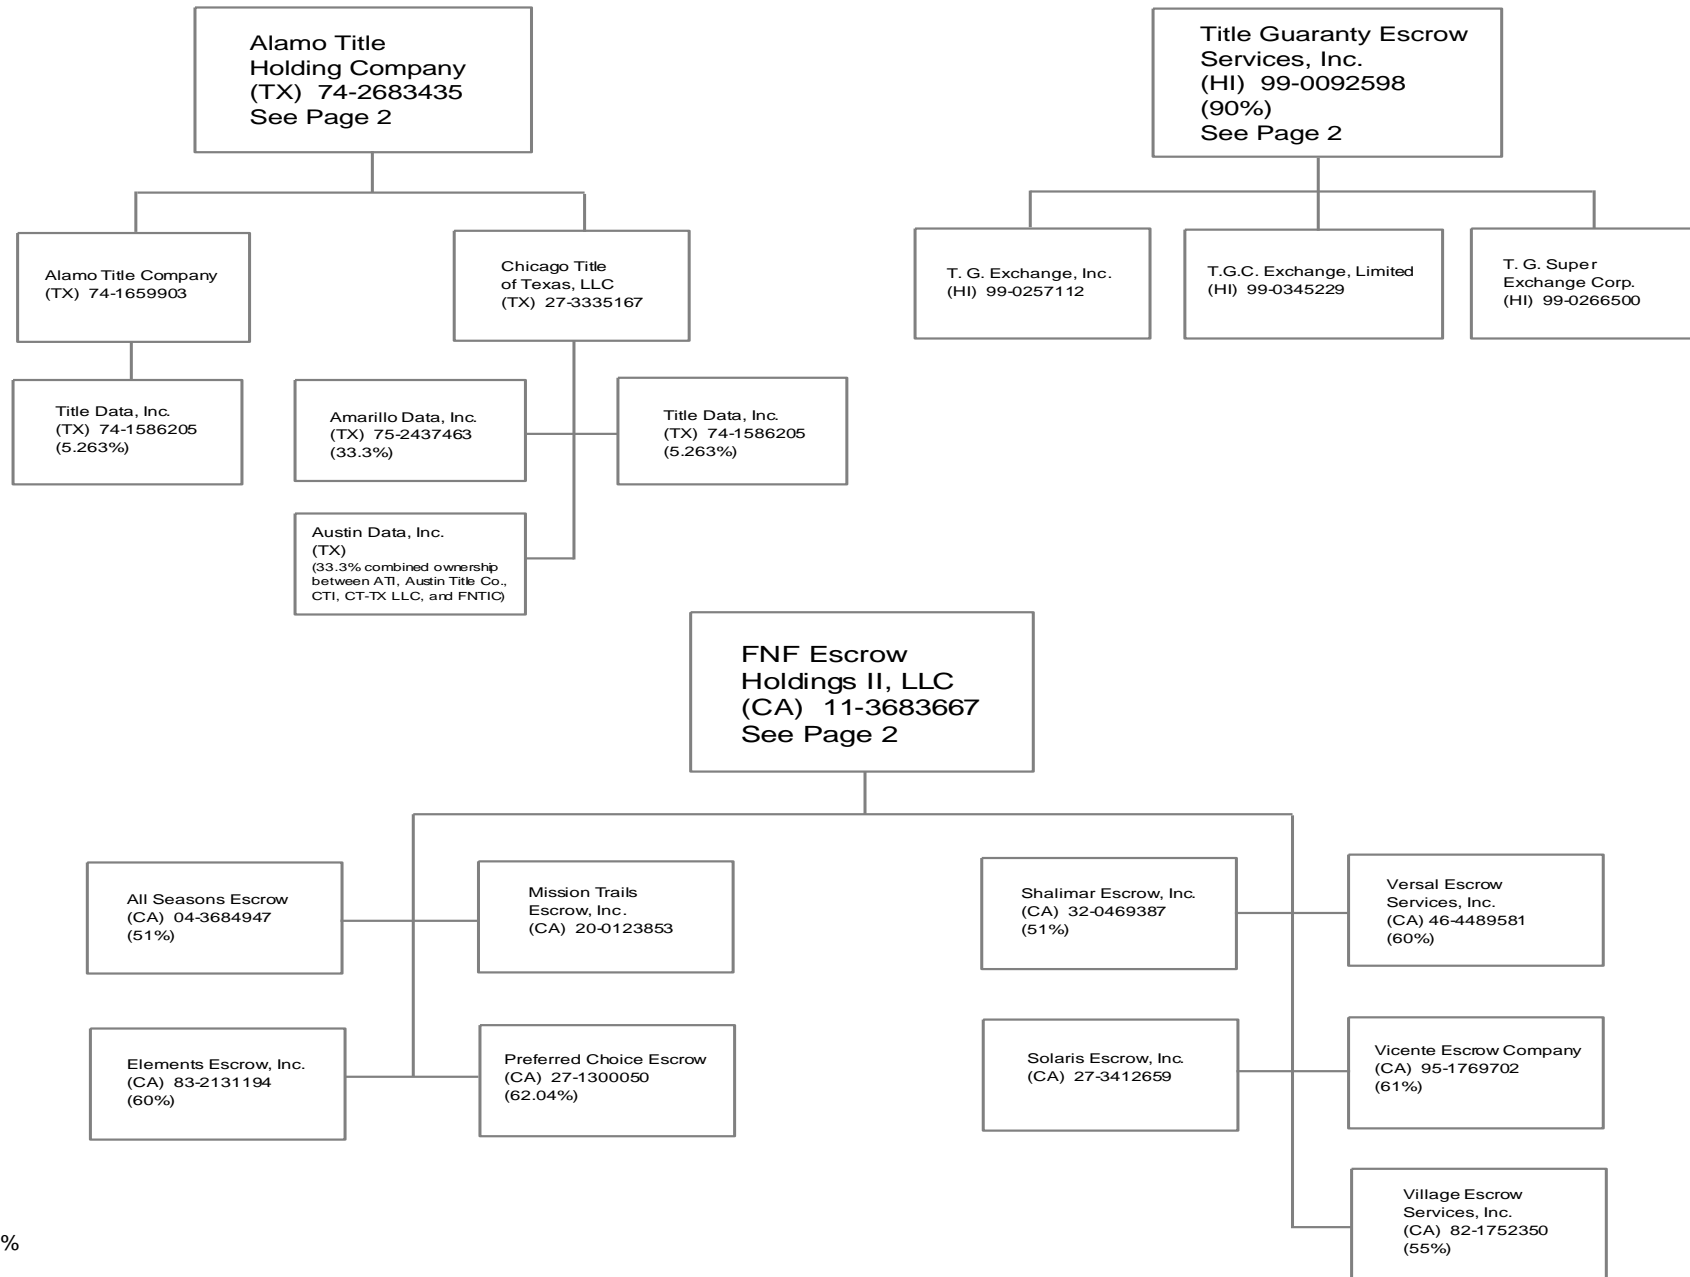 Alamo Title
Holding Company
(TX) 74-2683435
See Page 2
Title Guaranty Escrow
Services, Inc.
(HI) 99-0092598
(90%)
See Page 2
Alamo Title Company
(TX) 74-1659903
Chicago Title
of Texas, LLC
(TX) 27-3335167
T. G. Exchange, Inc.
(HI) 99-0257112
T.G.C. Exchange, Limited
(HI) 99-0345229
T. G. Super
Exchange Corp.
(HI) 99-0266500
Title Data, Inc.
(TX) 74-1586205
(5.263%)
Amarillo Data, Inc.
(TX) 75-2437463
(33.3%)
Title Data, Inc.
(TX) 74-1586205
(5.263%)
Austin Data, Inc.
(TX)
(33.3% combined ownership
between ATI, Austin Title Co.,
CTI, CT-TX LLC, and FNTIC)
FNF Escrow
Holdings II, LLC
(CA) 11-3683667
See Page 2
All Seasons Escrow
(CA) 04-3684947
(51%)
Mission Trails
Escrow, Inc.
(CA) 20-0123853
Shalimar Escrow, Inc.
(CA) 32-0469387
(51%)
Versal Escrow
Services, Inc.
(CA) 46-4489581
(60%)
Elements Escrow, Inc.
(CA) 83-2131194
(60%)
Preferred Choice Escrow
(CA) 27-1300050
(62.04%)
Solaris Escrow, Inc.
(CA) 27-3412659
Vicente Escrow Company
(CA) 95-1769702
(61%)
Village Escrow
Services, Inc.
(CA) 82-1752350
(55%)
%